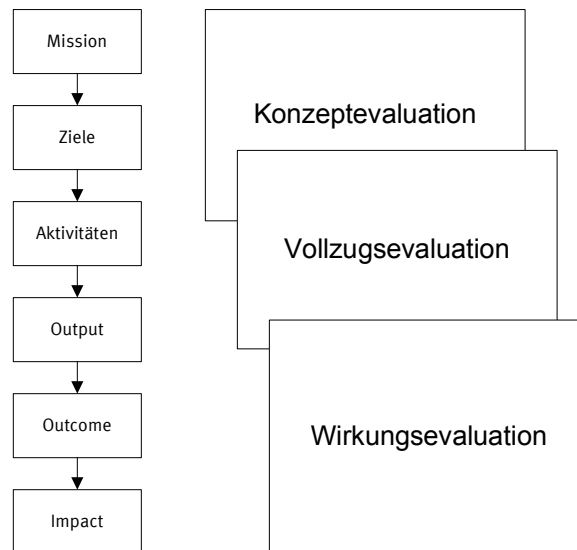 Mission
Ziele
Aktivitäten
Output
Outcome
Impact
Konzeptevaluation
Vollzugsevaluation
Wirkungsevaluation